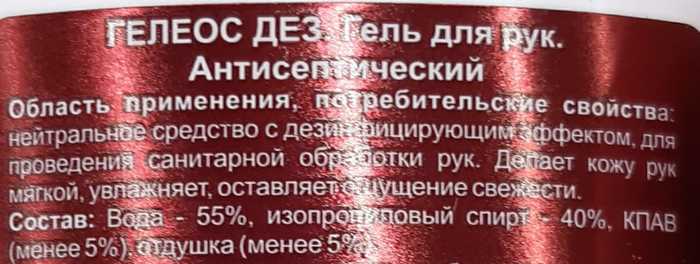 ГЕЛЕОС ДЕЗ. Гель для рук.
Антисептический
Область применения, потребительские свойства:
нейтральное средство с дезинфицирующим эффектом, для
проведения санитарной обработки рук. Делает кожу рук
мягкой, увлажняет, оставляет ощущение свежести.
Состав: Вода - 55%, изопропиловый спирт - 40%, КПАВ
(менее 5%), отдушка (менее 5%)